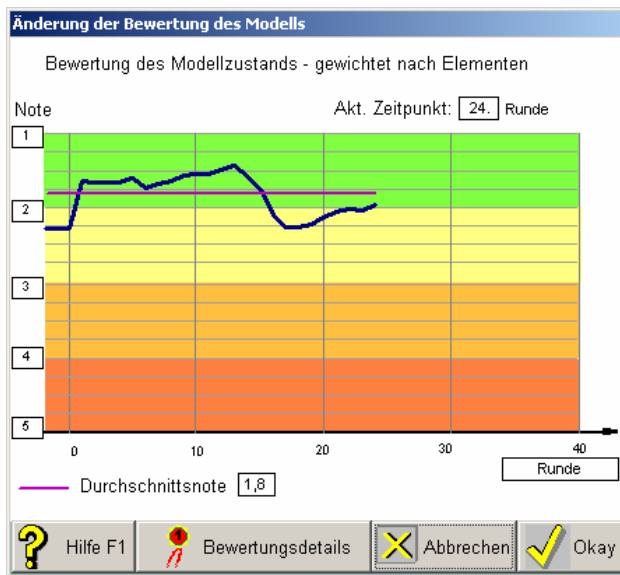 Änderung der Bewertung des Modells
Bewertung des Modellzustands - gewichtet nach Elementen
Note
Akt. Zeitpunkt: 24. Runde
1
2
3
4
5
0 10 20 30 40
Runde
Durchschnittsnote 1,8
Hilfe F1 Bewertungsdetails Abbrechen Okay